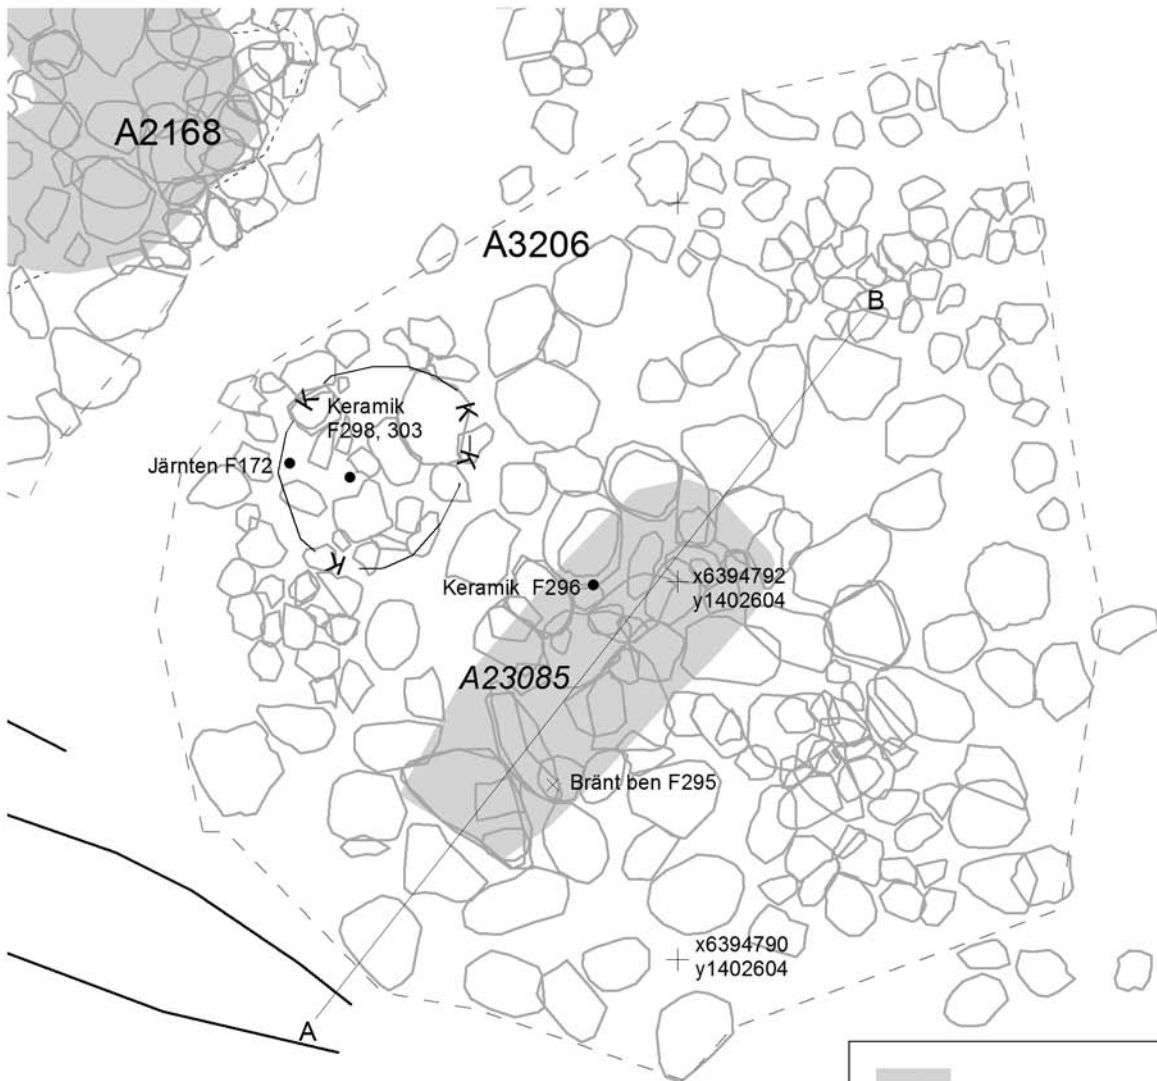 A2168
A3206
B
K
K
Keramik
F298, 303
K
Järnten F172
K
Keramik F296
x6394792
y1402604
A23085
Bränt ben F295
x6394790
y1402604
A